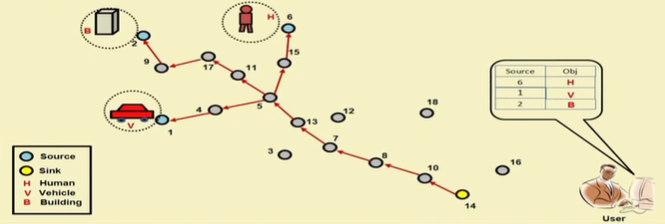 B
2
9
17
11
H
6
15
V
1
4
5
13
12
18
3
7
8
10
16
14
Source Obj
6 H
1 V
2 B
Source
Sink
H Human
V Vehicle
B Building
User